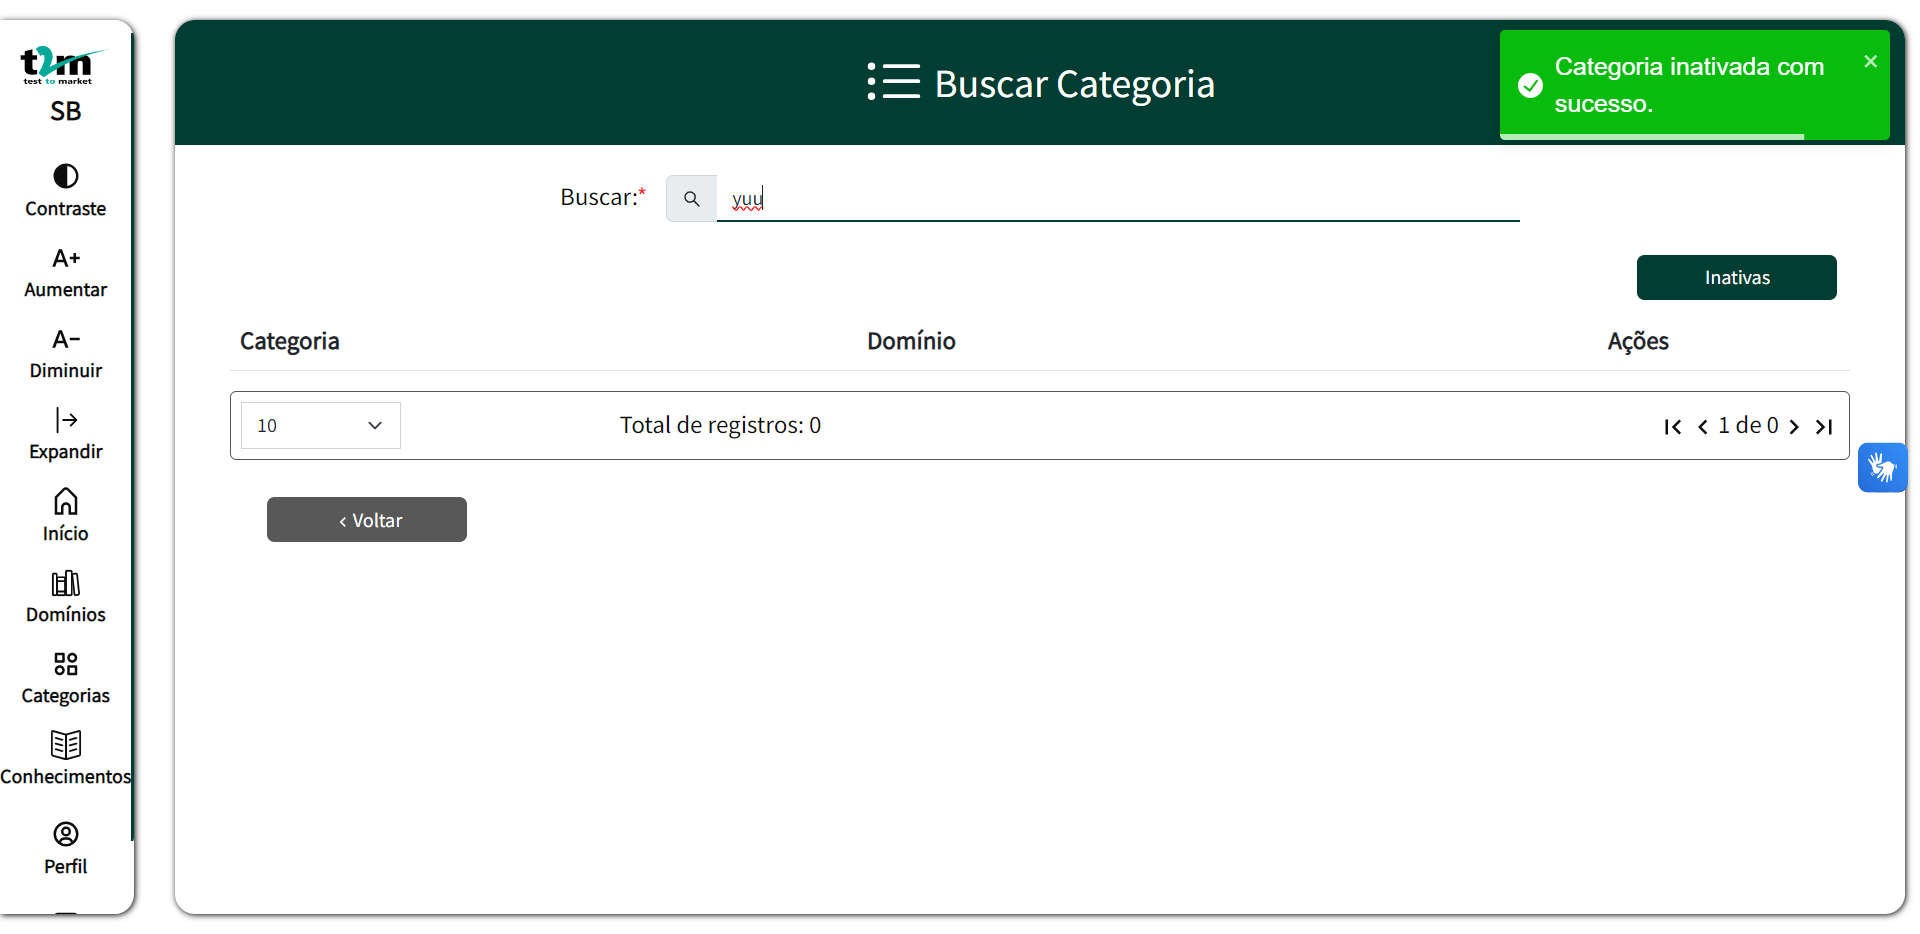 t2m
test to market
SB
Contraste
A+
Aumentar
A-
Diminuir
Expandir
Início
Domínios
Categorias
Conhecimentos
Perfil
Buscar Categoria
Categoria inativada com
sucesso.
Buscar:*
yuu
Inativas
Categoria Domínio Ações
10 Total de registros: 0 1 de 0
‹ Voltar